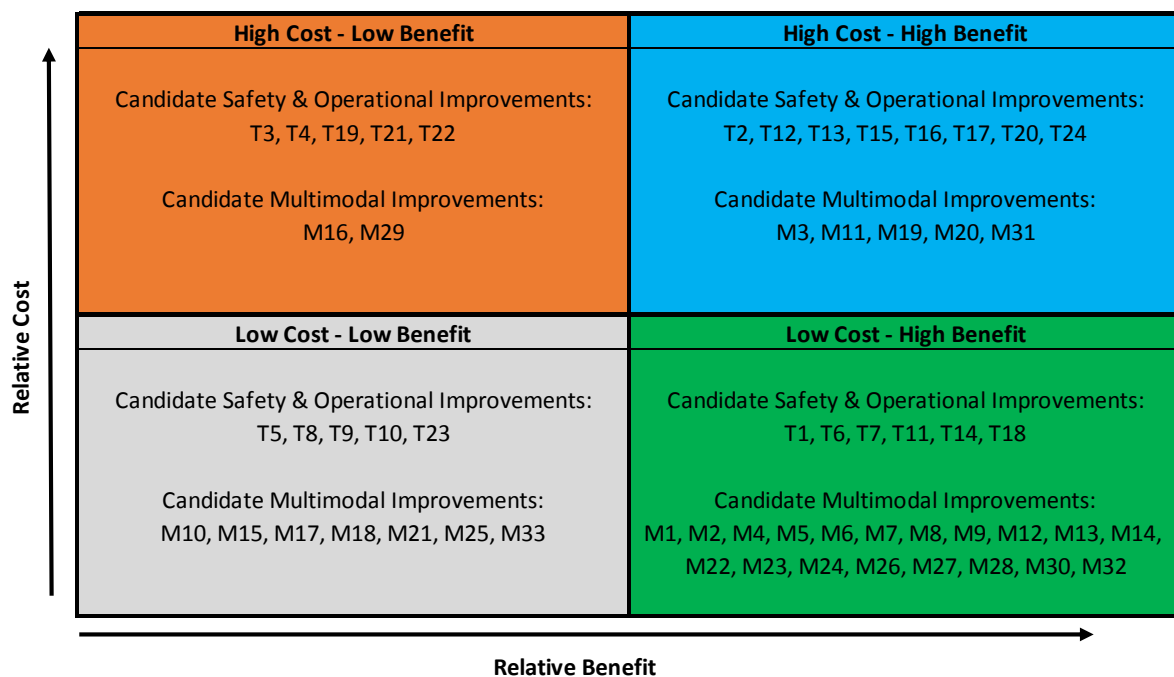 High Cost - Low Benefit
Candidate Safety & Operational Improvements:
T3, T4, T19, T21, T22
Candidate Multimodal Improvements:
M16, M29
High Cost - High Benefit
Candidate Safety & Operational Improvements:
T2, T12, T13, T15, T16, T17, T20, T24
Candidate Multimodal Improvements:
M3, M11, M19, M20, M31
Low Cost - Low Benefit
Candidate Safety & Operational Improvements:
T5, T8, T9, T10, T23
Candidate Multimodal Improvements:
M10, M15, M17, M18, M21, M25, M33
Low Cost - High Benefit
Candidate Safety & Operational Improvements:
T1, T6, T7, T11, T14, T18
Candidate Multimodal Improvements:
M1, M2, M4, M5, M6, M7, M8, M9, M12, M13, M14,
M22, M23, M24, M26, M27, M28, M30, M32
Relative Cost
Relative Benefit